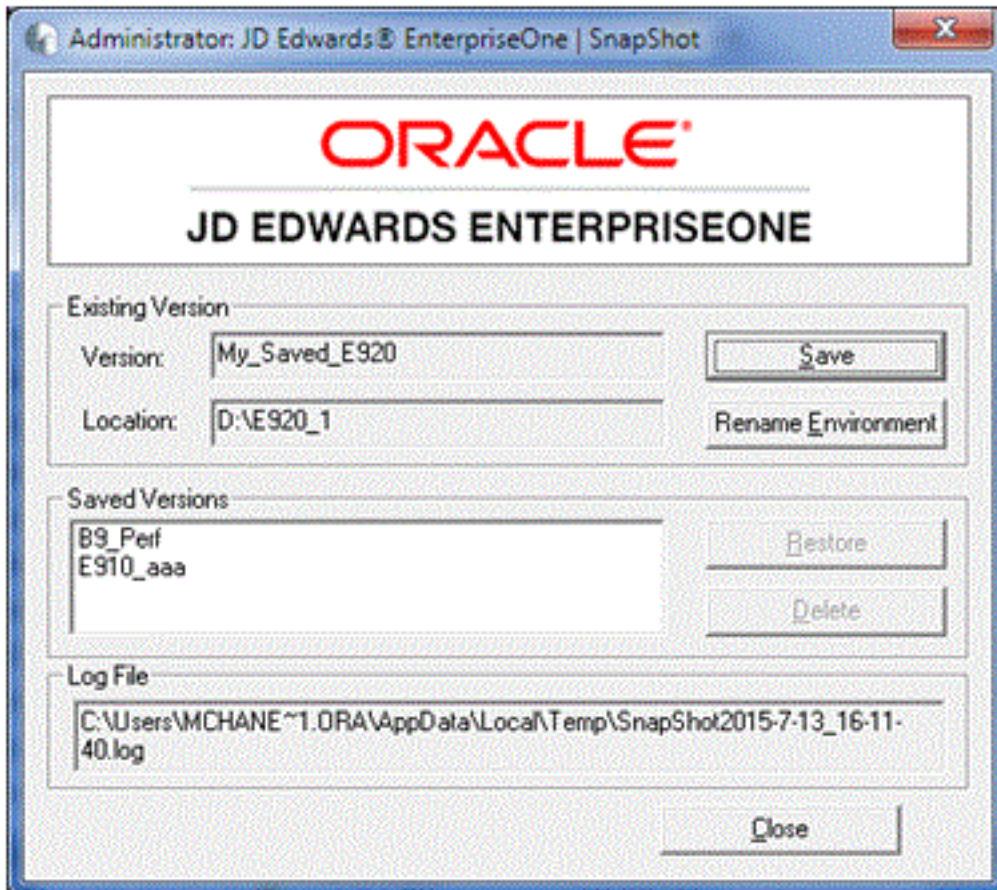 Administrator: JD Edwards® EnterpriseOne | SnapShot
ORACLE®
JD EDWARDS ENTERPRISEONE
Existing Version
Version: My_Saved_E920
Save
Location: D:\E920_1
Rename Environment
Saved Versions
B9_Perf
E910_aaa
Restore
Delete
Log File
C:\Users\MCHANE~1.ORA\AppData\Local\Temp\SnapShot2015-7-13_16-11-
40.log
Close